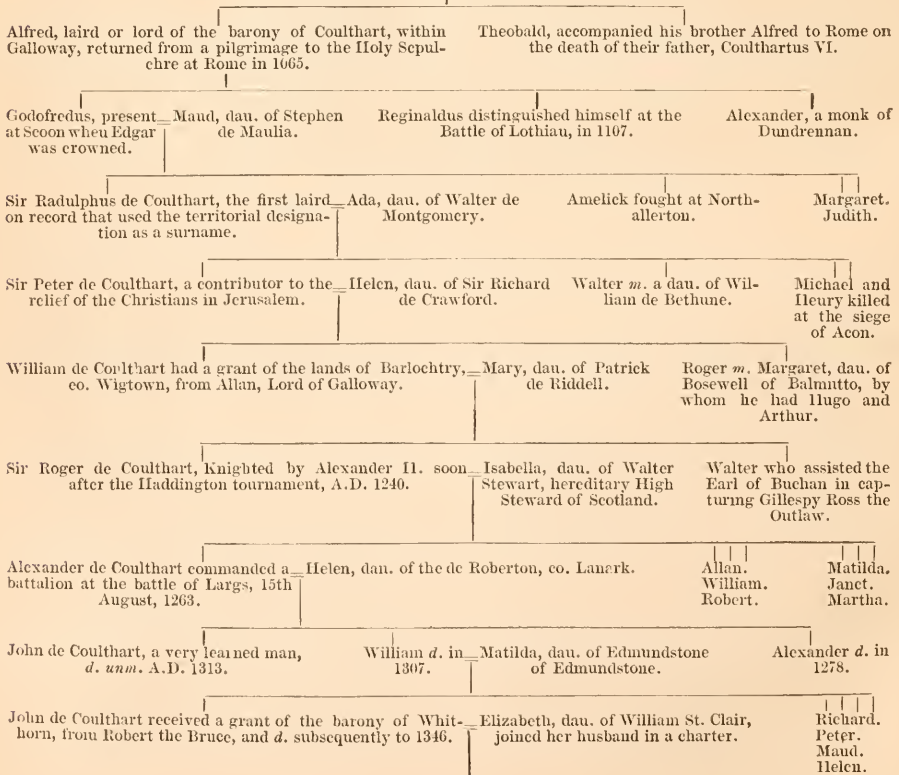 Alfred, laird or lord of the barony of Coulthart, within
Galloway, returned from a pilgrimage to the Holy Sepul-
chre at Rome in 1065.
Theobald, accompanied his brother Alfred to Rome on
the death of their father, Coulthartus VI.
Godofredus, present
at Scoon when Edgar
was crowned.
Maud, dau. of Stephen
de Maulia.
Reginaldus distinguished himself at the
Battle of Lothiau, in 1107.
Alexander, a monk of
Dundrennan.
Sir Radulphus de Coulthart, the first laird
on record that used the territorial designa-
tion as a surname.
Ada, dau. of Walter de
Montgomery.
Amelick fought at North-
allerton.
Margaret.
Judith.
Sir Peter de Coulthart, a contributor to the
relief of the Christians in Jerusalem.
Helen, dau. of Sir Richard
de Crawford.
Walter m. a dau. of Wil-
liam de Bethune.
Michael and
Henry killed
at the siege
of Acon.
William de Coulthart had a grant of the lands of Barlochtry,
co. Wigtown, from Allan, Lord of Galloway.
Mary, dau. of Patrick
de Riddell.
Roger m. Margaret, dau. of
Bosewell of Balmutto, by
whom he had Hugo and
Arthur.
Sir Roger de Coulthart, Knighted by Alexander II. soon
after the Haddington tournament, A.D. 1240.
Isabella, dau. of Walter
Stewart, hereditary High
Steward of Scotland.
Walter who assisted the
Earl of Buchan in cap-
turing Gillespy Ross the
Outlaw.
Alexander de Coulthart commanded a
battalion at the battle of Largs, 15th
August, 1263.
Helen, dau. of the de Roberton, co. Lanark.
Allan.
William.
Robert.
Matilda.
Janet.
Martha.
John de Coulthart, a very learned man,
d. unm. A.D. 1313.
William d. in
1307.
Matilda, dau. of Edmundstone
of Edmundstone.
Alexander d. in
1278.
John de Coulthart received a grant of the barony of Whit-
horn, from Robert the Bruce, and d. subsequently to 1346.
Elizabeth, dau. of William St. Clair,
joined her husband in a charter.
Richard.
Peter.
Maud.
Helen.